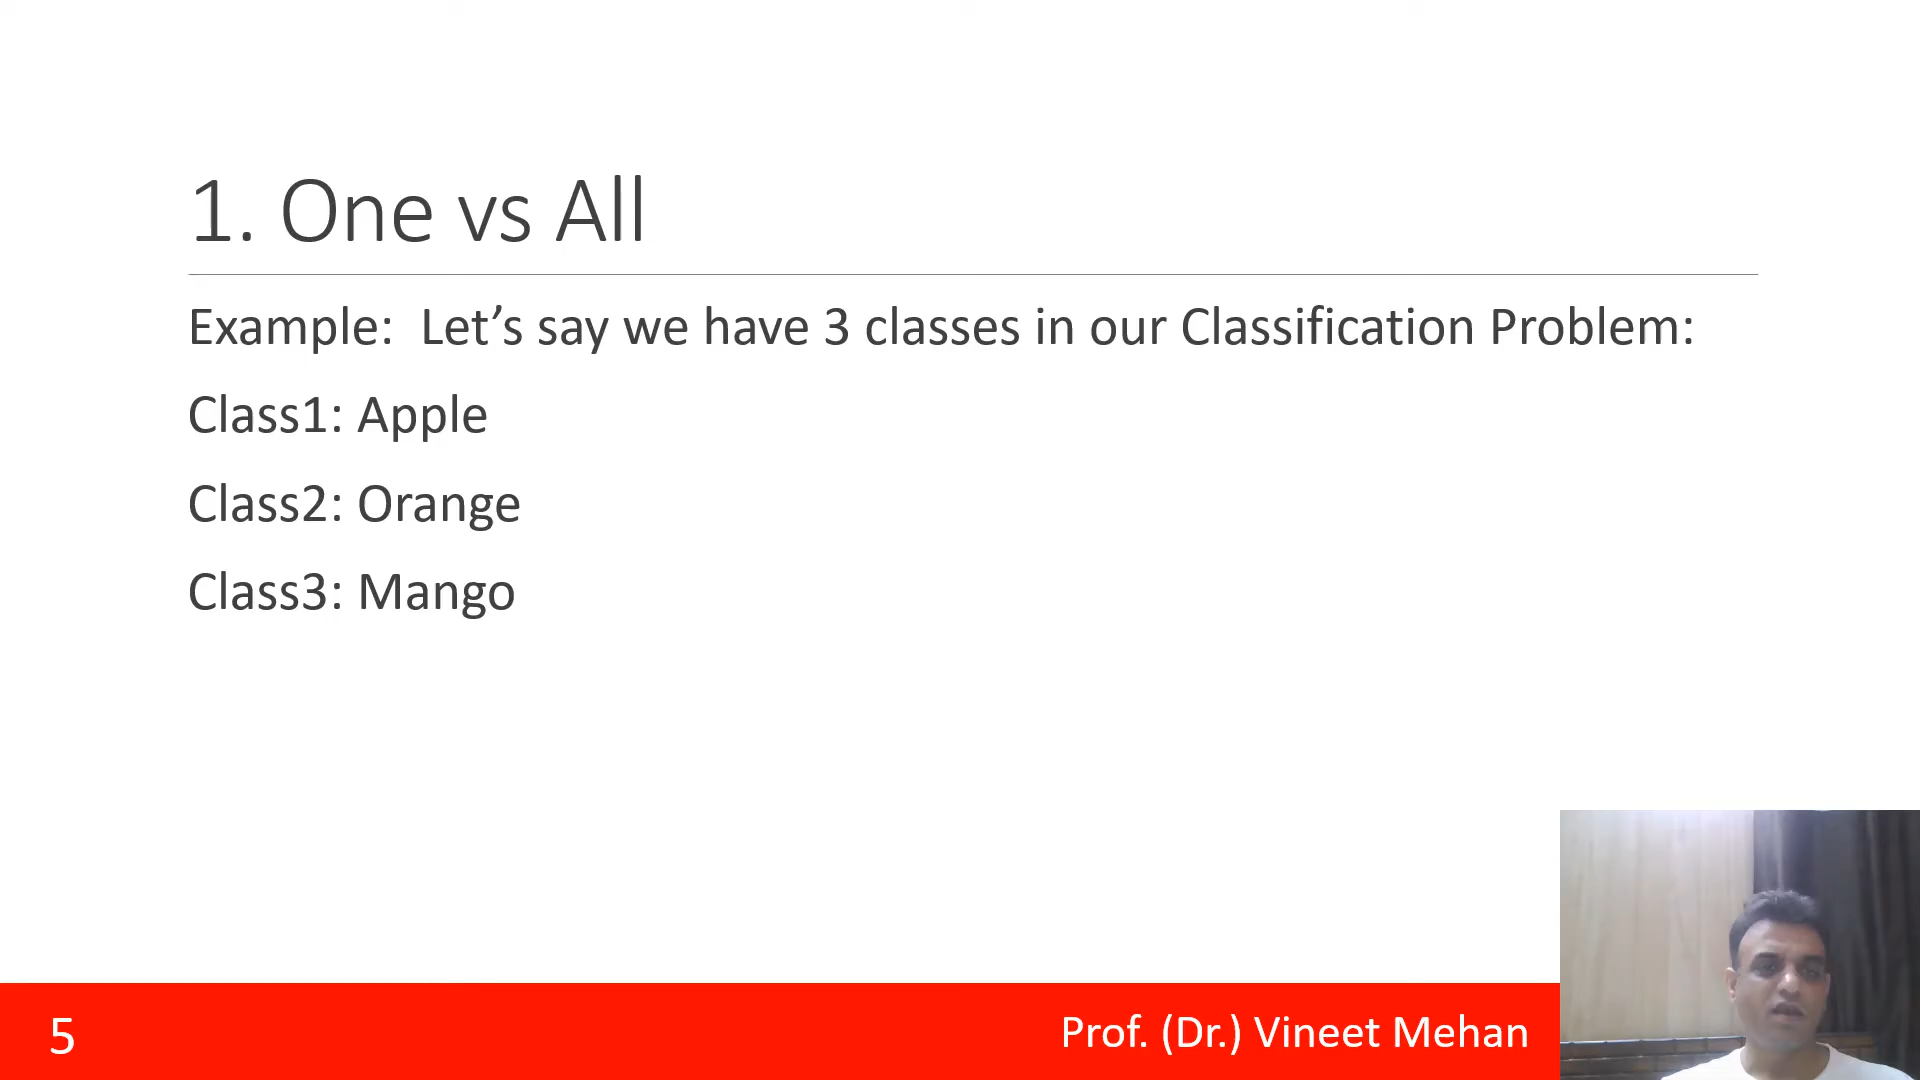 1. One vs All
Example:  Let’s say we have 3 classes in our Classification Problem:
Class1: Apple
Class2: Orange
Class3: Mango
5
Prof. (Dr.) Vineet Mehan